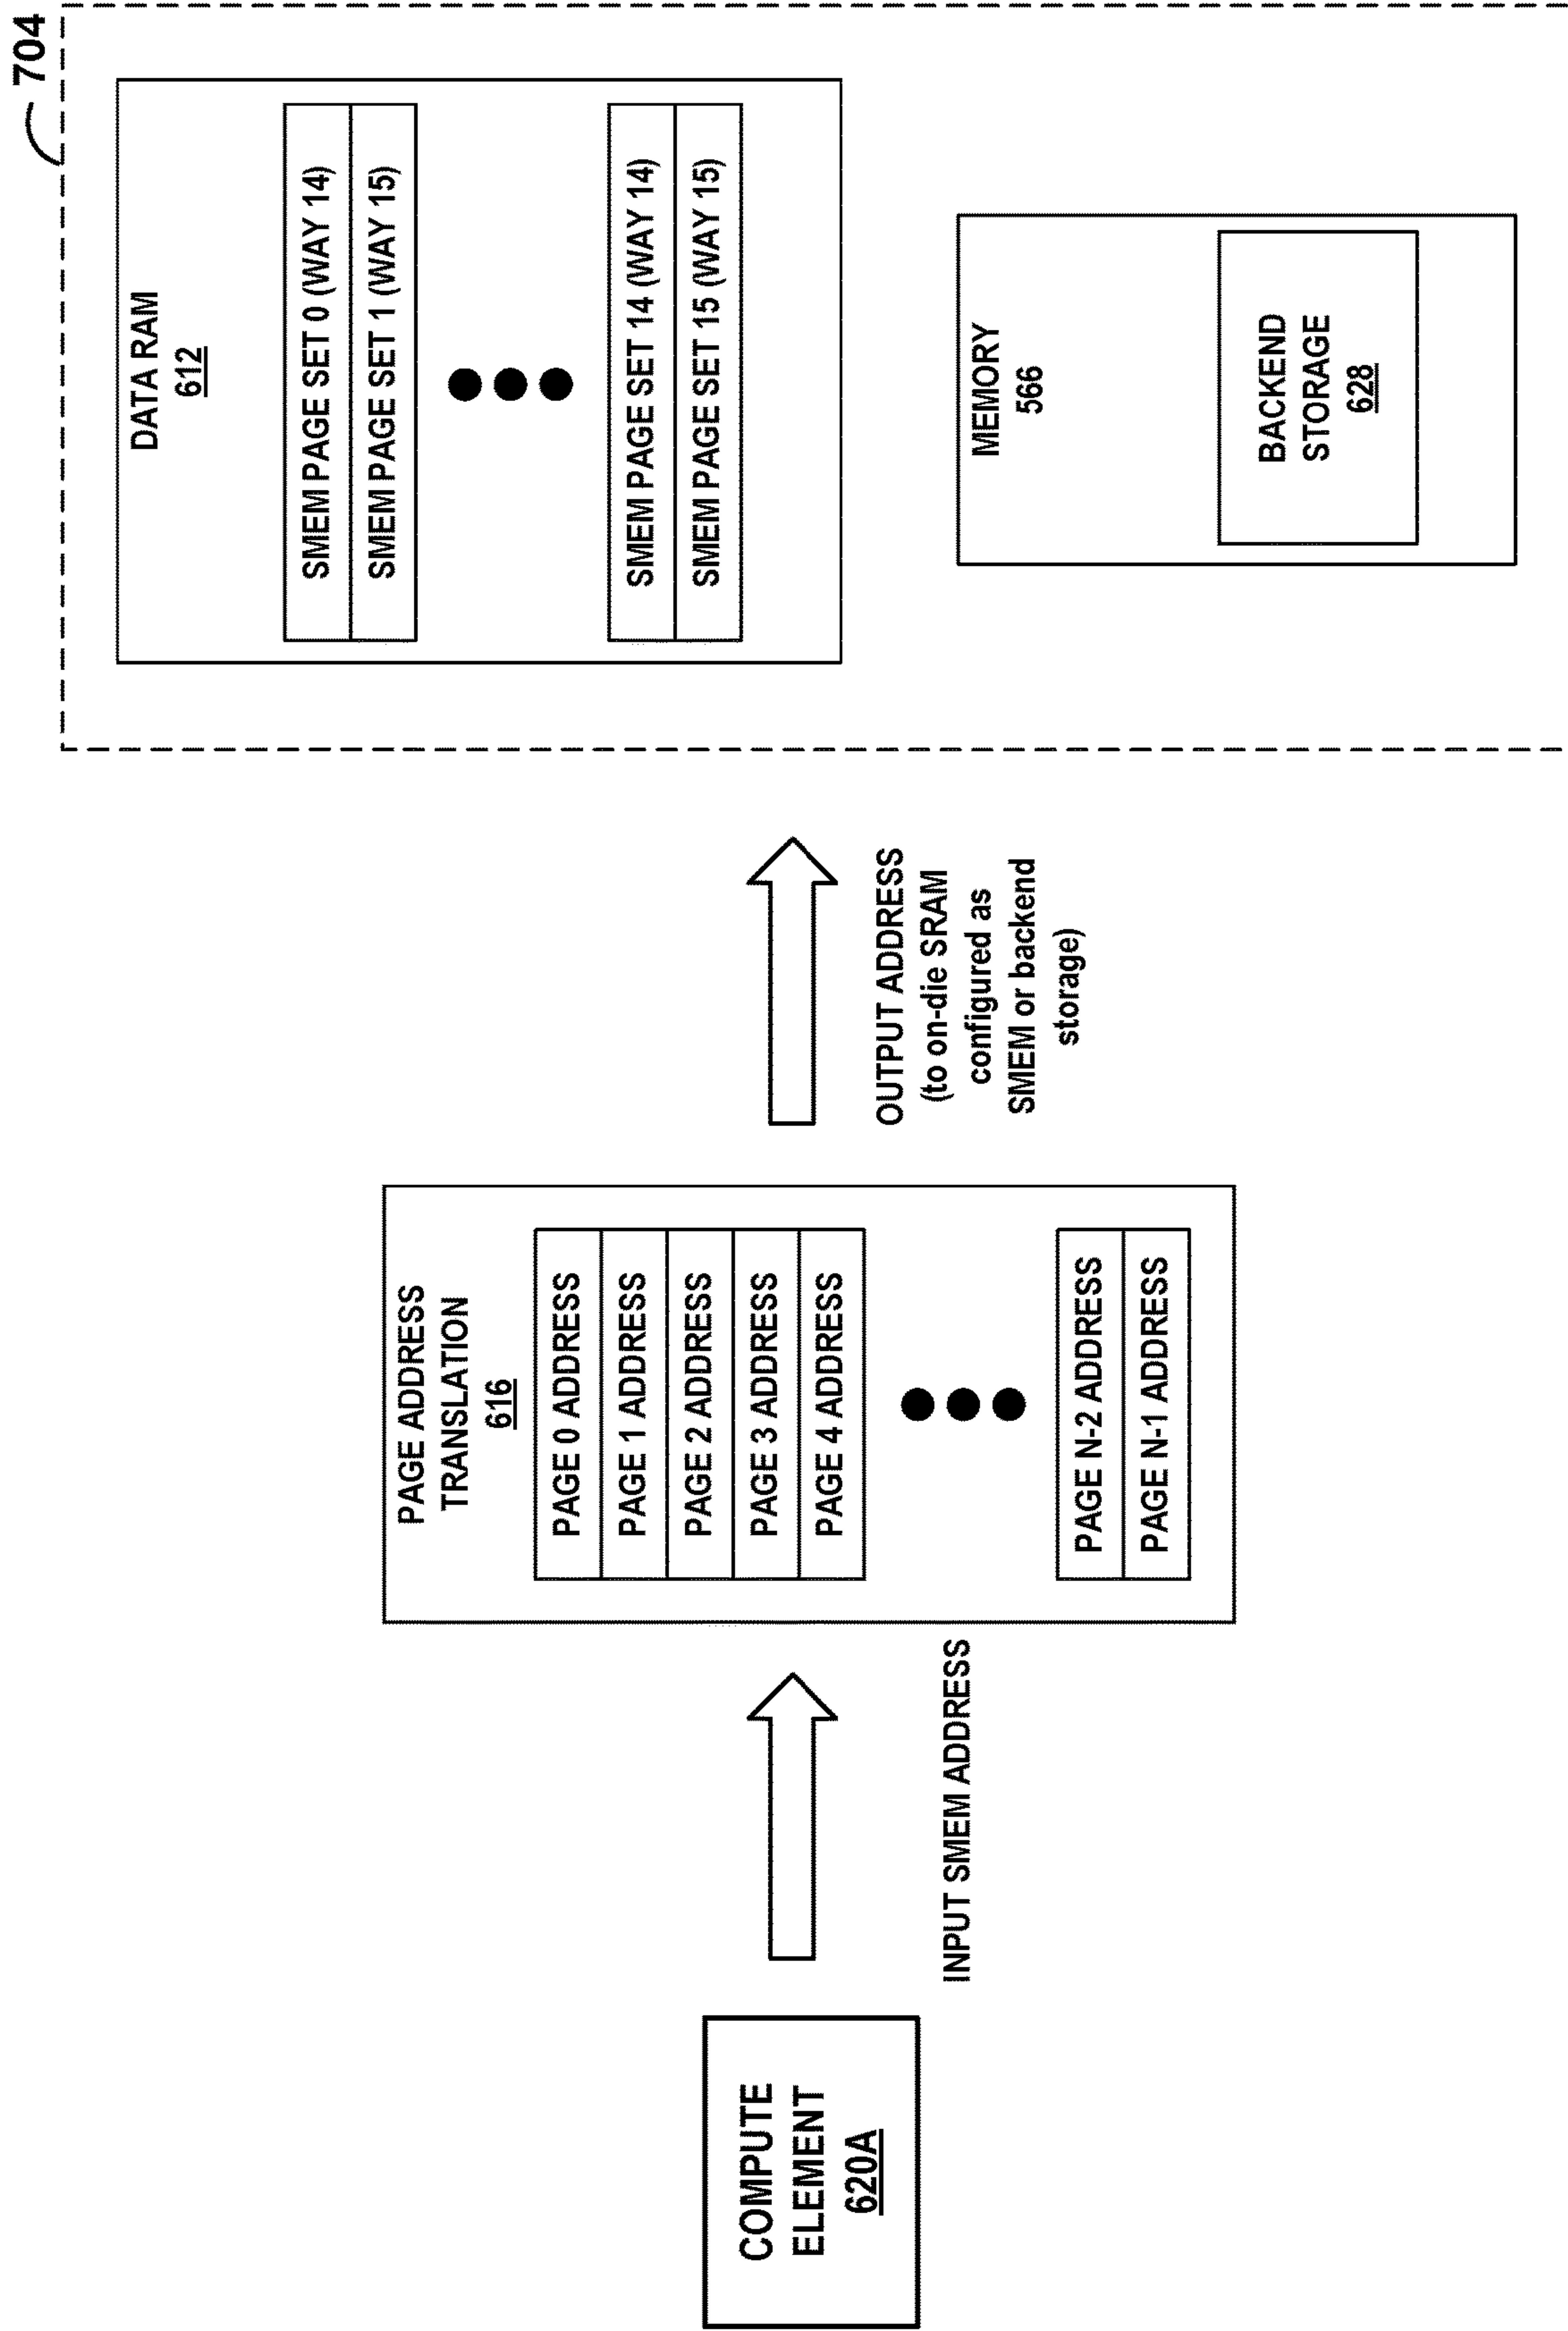 704
DATA RAM
612
SMEM PAGE SET 0 (WAY 14)
SMEM PAGE SET 1 (WAY 15)
SMEM PAGE SET 14 (WAY 14)
SMEM PAGE SET 15 (WAY 15)
MEMORY
566
BACKEND
STORAGE
628
OUTPUT ADDRESS
(to on-die SRAM
configured as
SMEM or backend
storage)
PAGE ADDRESS
TRANSLATION
616
PAGE 0 ADDRESS
PAGE 1 ADDRESS
PAGE 2 ADDRESS
PAGE 3 ADDRESS
PAGE 4 ADDRESS
PAGE N-2 ADDRESS
PAGE N-1 ADDRESS
INPUT SMEM ADDRESS
COMPUTE
ELEMENT
620A